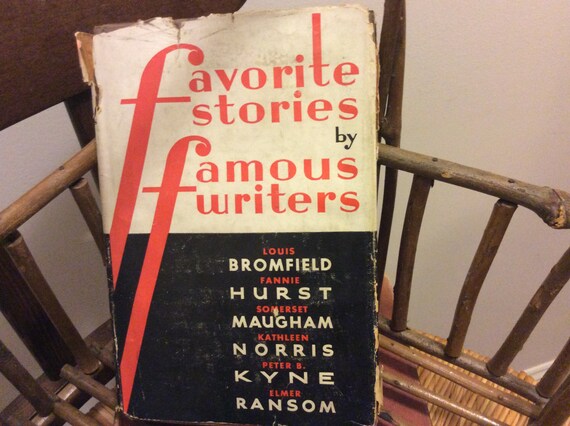 favorite
stories
by
famous
writers
LOUIS
BROMFIELD
FANNIE
HURST
SOMERSET
MAUGHAM
KATHLEEN
NORRIS
PETER B.
KYNE
ELMER
RANSOM